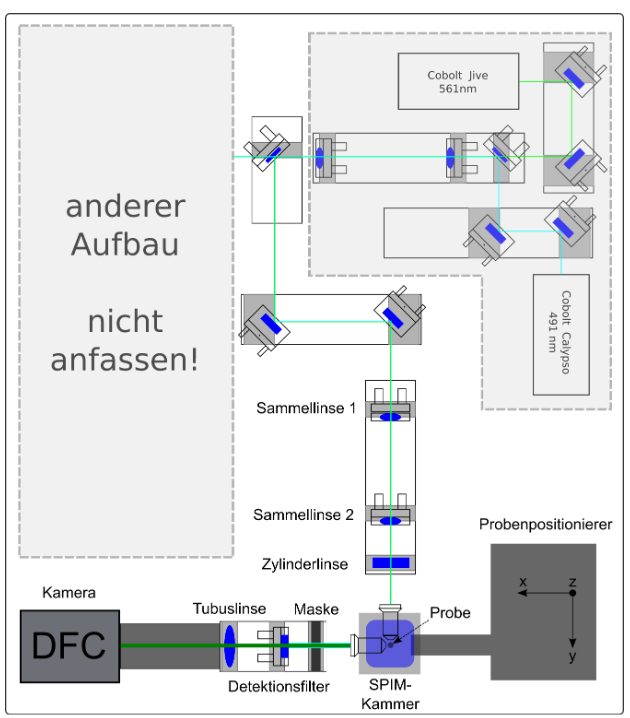 Cobolt Jive
561nm
anderer
Aufbau
nicht
anfassen!
Cobolt Calypso
491 nm
Sammellinse 1
Sammellinse 2
Zylinderlinse
Probenpositionierer
x
z
y
Kamera
DFC
Tubuslinse
Maske
Probe
Detektionsfilter
SPIM-
Kammer